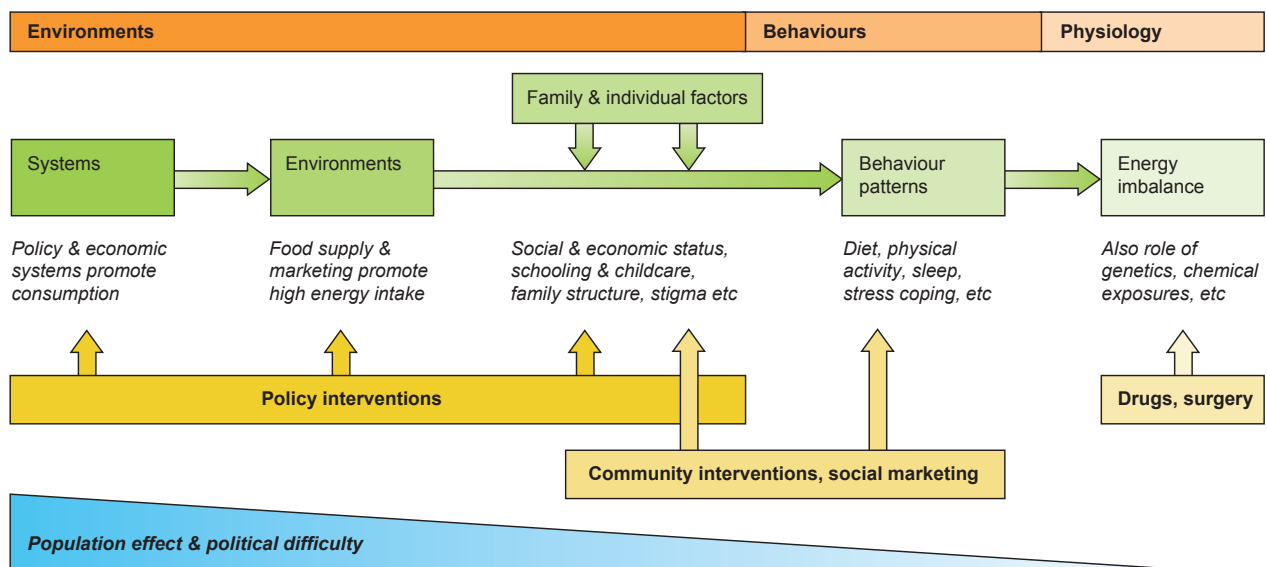 Environments
Behaviours
Physiology
Family & individual factors
Systems
Environments
Behaviour
patterns
Energy
imbalance
Policy & economic
systems promote
consumption
Food supply &
marketing promote
high energy intake
Social & economic status,
schooling & childcare,
family structure, stigma etc
Diet, physical
activity, sleep,
stress coping, etc
Also role of
genetics, chemical
exposures, etc
Policy interventions
Drugs, surgery
Community interventions, social marketing
Population effect & political difficulty